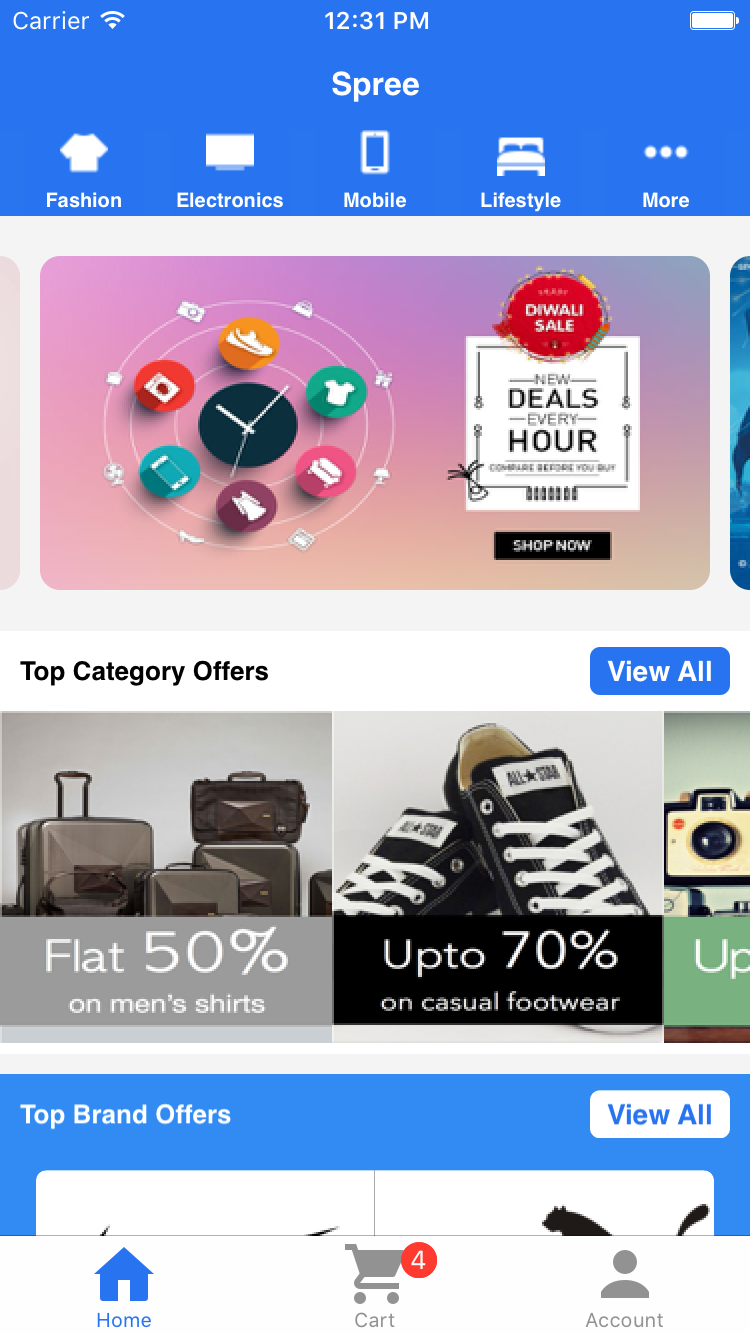 Carrier 12:31 PM
Spree
Fashion Electronics Mobile Lifestyle More
DIWALI
SALE
NEW
DEALS
EVERY
HOUR
COMPARE BEFORE YOU BUY
SHOP NOW
Top Category Offers View All
ALL★STAR
ALL★STAR
Flat 50%
on men's shirts
Upto 70%
on casual footwear
Up
Top Brand Offers View All
4
Home Cart Account